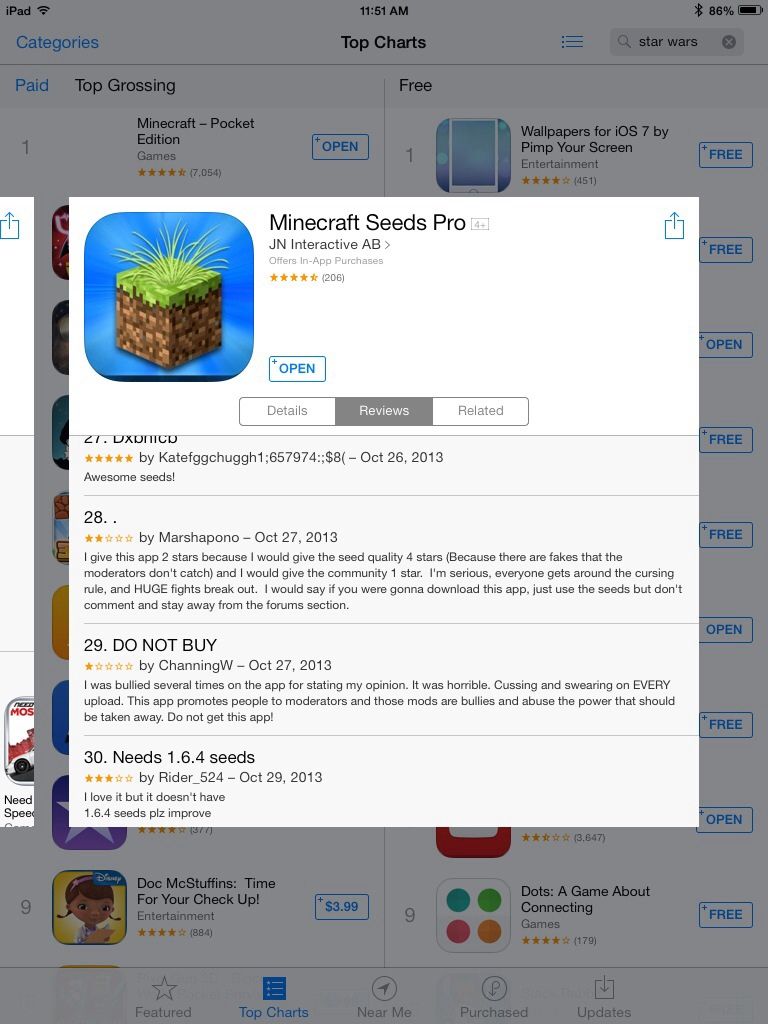 iPad 11:51 AM 86%
Categories Top Charts star wars
Paid Top Grossing Free
1
Minecraft – Pocket
Edition
Games
(7,054)
OPEN
1
Wallpapers for iOS 7 by
Pimp Your Screen
Entertainment
(451)
FREE
Minecraft Seeds Pro 4+
JN Interactive AB >
Offers In-App Purchases
(206)
OPEN
Details Reviews Related
27. Dxbhfcb
by Katefggchuggh1;657974:;$8( – Oct 26, 2013
Awesome seeds!
28. .
by Marshapono – Oct 27, 2013
I give this app 2 stars because I would give the seed quality 4 stars (Because there are fakes that the
moderators don't catch) and I would give the community 1 star. I'm serious, everyone gets around the cursing
rule, and HUGE fights break out. I would say if you were gonna download this app, just use the seeds but don't
comment and stay away from the forums section.
29. DO NOT BUY
by ChanningW – Oct 27, 2013
I was bullied several times on the app for stating my opinion. It was horrible. Cussing and swearing on EVERY
upload. This app promotes people to moderators and those mods are bullies and abuse the power that should
be taken away. Do not get this app!
30. Needs 1.6.4 seeds
by Rider_524 – Oct 29, 2013
I love it but it doesn't have
1.6.4 seeds plz improve
FREE
OPEN
FREE
FREE
OPEN
FREE
OPEN
NEED
MOS
Need
Spee
(377)
(3,647)
9
Disney
Doc McStuffins: Time
For Your Check Up!
Entertainment
(884)
$3.99
9
Dots: A Game About
Connecting
Games
(179)
FREE
Featured Top Charts Near Me Purchased Updates